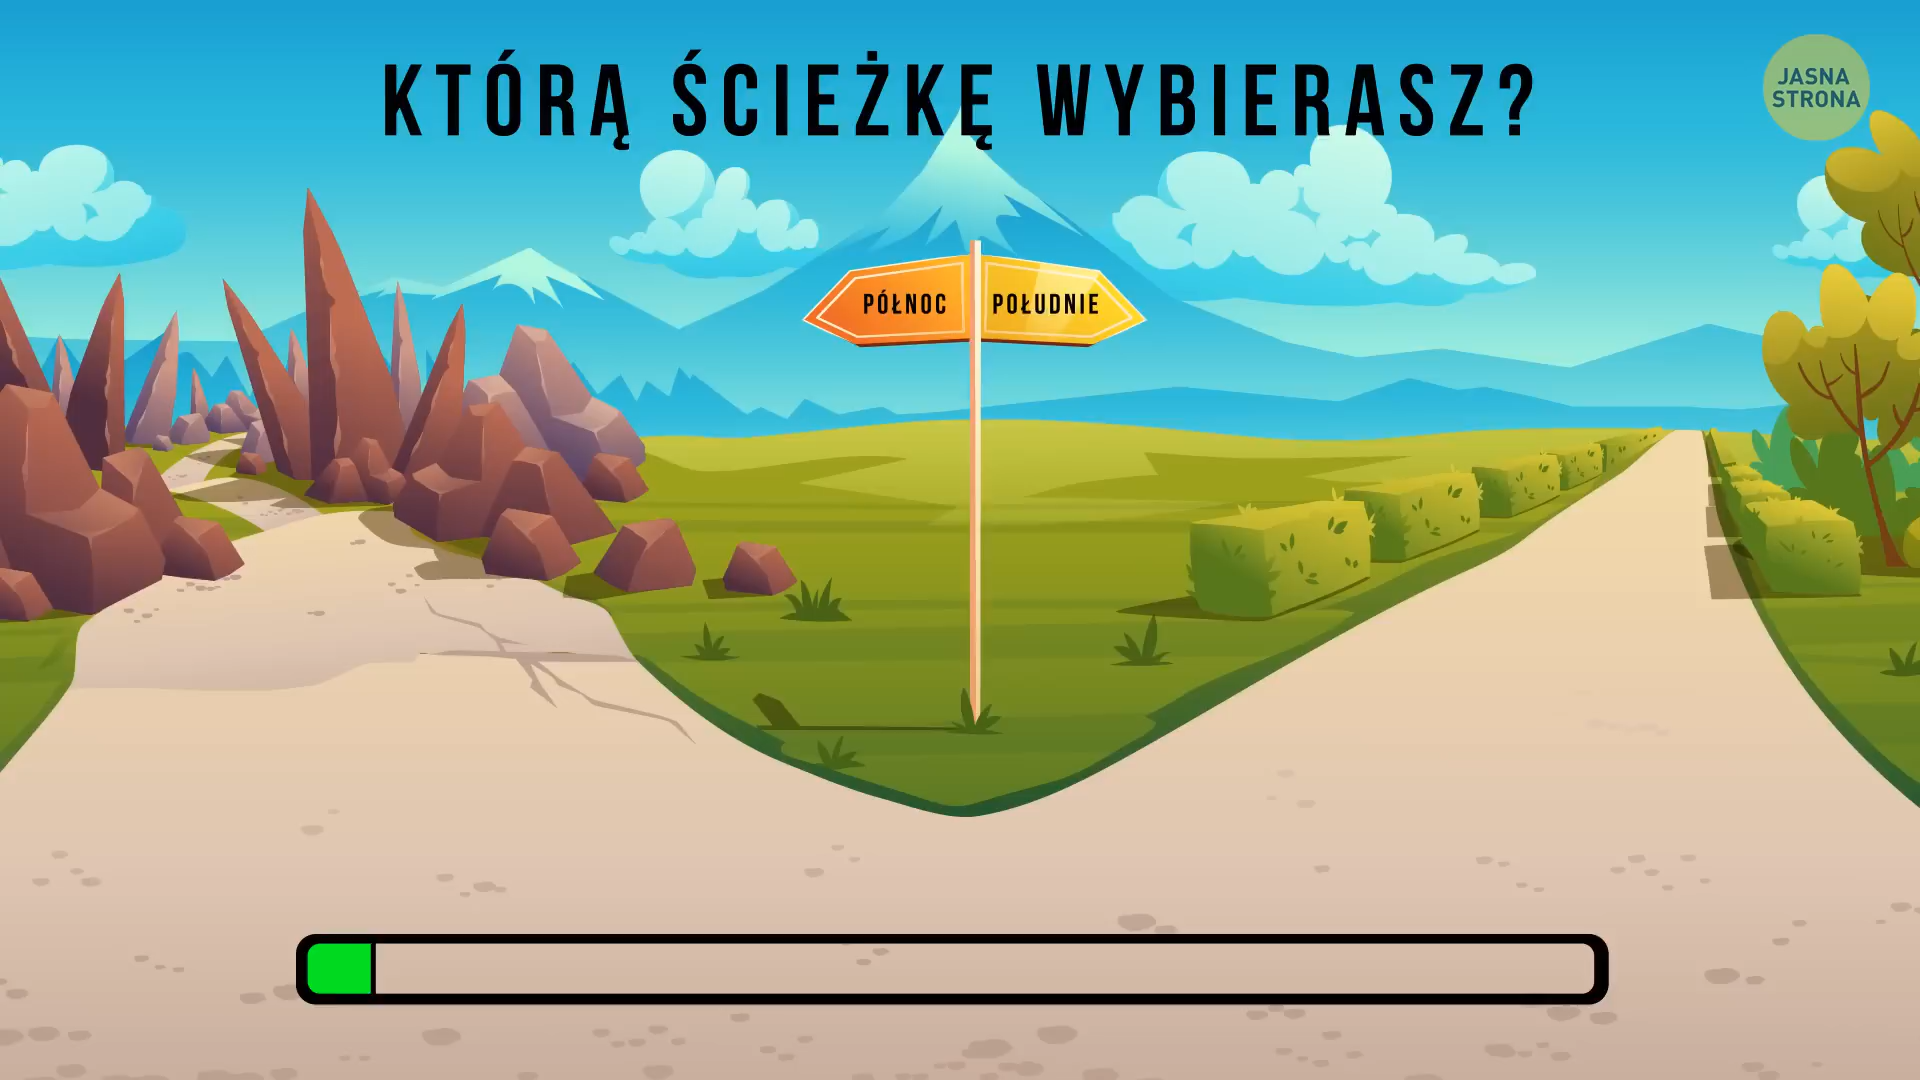 KTÓRĄ ŚCIEŻKĘ WYBIERASZ?
JASNA
STRONA
PÓŁNOC
POŁUDNIE